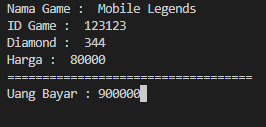 Nama Game :  Mobile Legends
ID Game :  123123
Diamond :  344
Harga :  80000
===================================
Uang Bayar : 900000